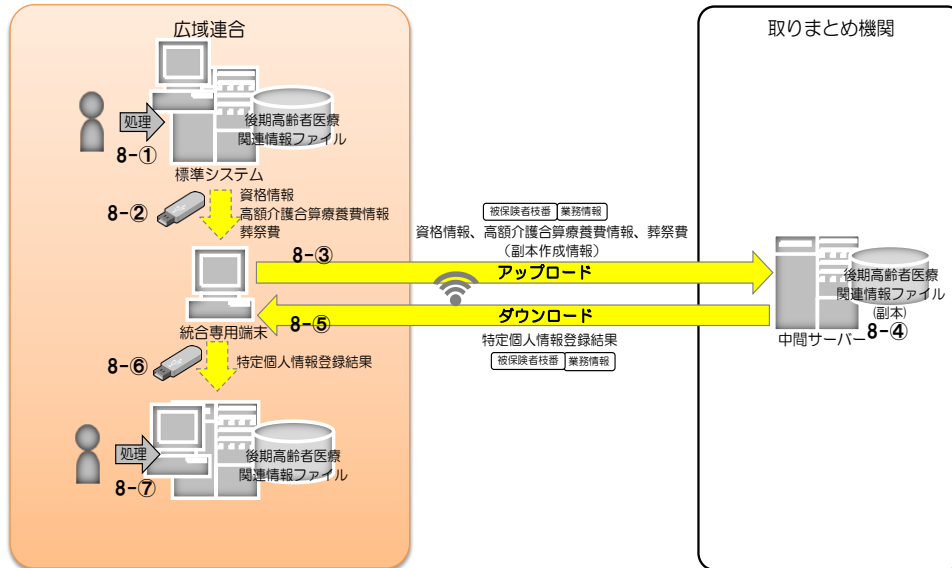 広域連合
取りまとめ機関
処理
8-①
後期高齢者医療
関連情報ファイル
標準システム
8-②
資格情報
高額介護合算療養費情報
葬祭費
被保険者枝番 業務情報
資格情報、高額介護合算療養費情報、葬祭費
（副本作成情報）
8-③
アップロード
後期高齢者医療
関連情報ファイル
(副本)
8-④
中間サーバー
ダウンロード
8-⑤
統合専用端末
特定個人情報登録結果
被保険者枝番 業務情報
8-⑥
特定個人情報登録結果
処理
8-⑦
後期高齢者医療
関連情報ファイル